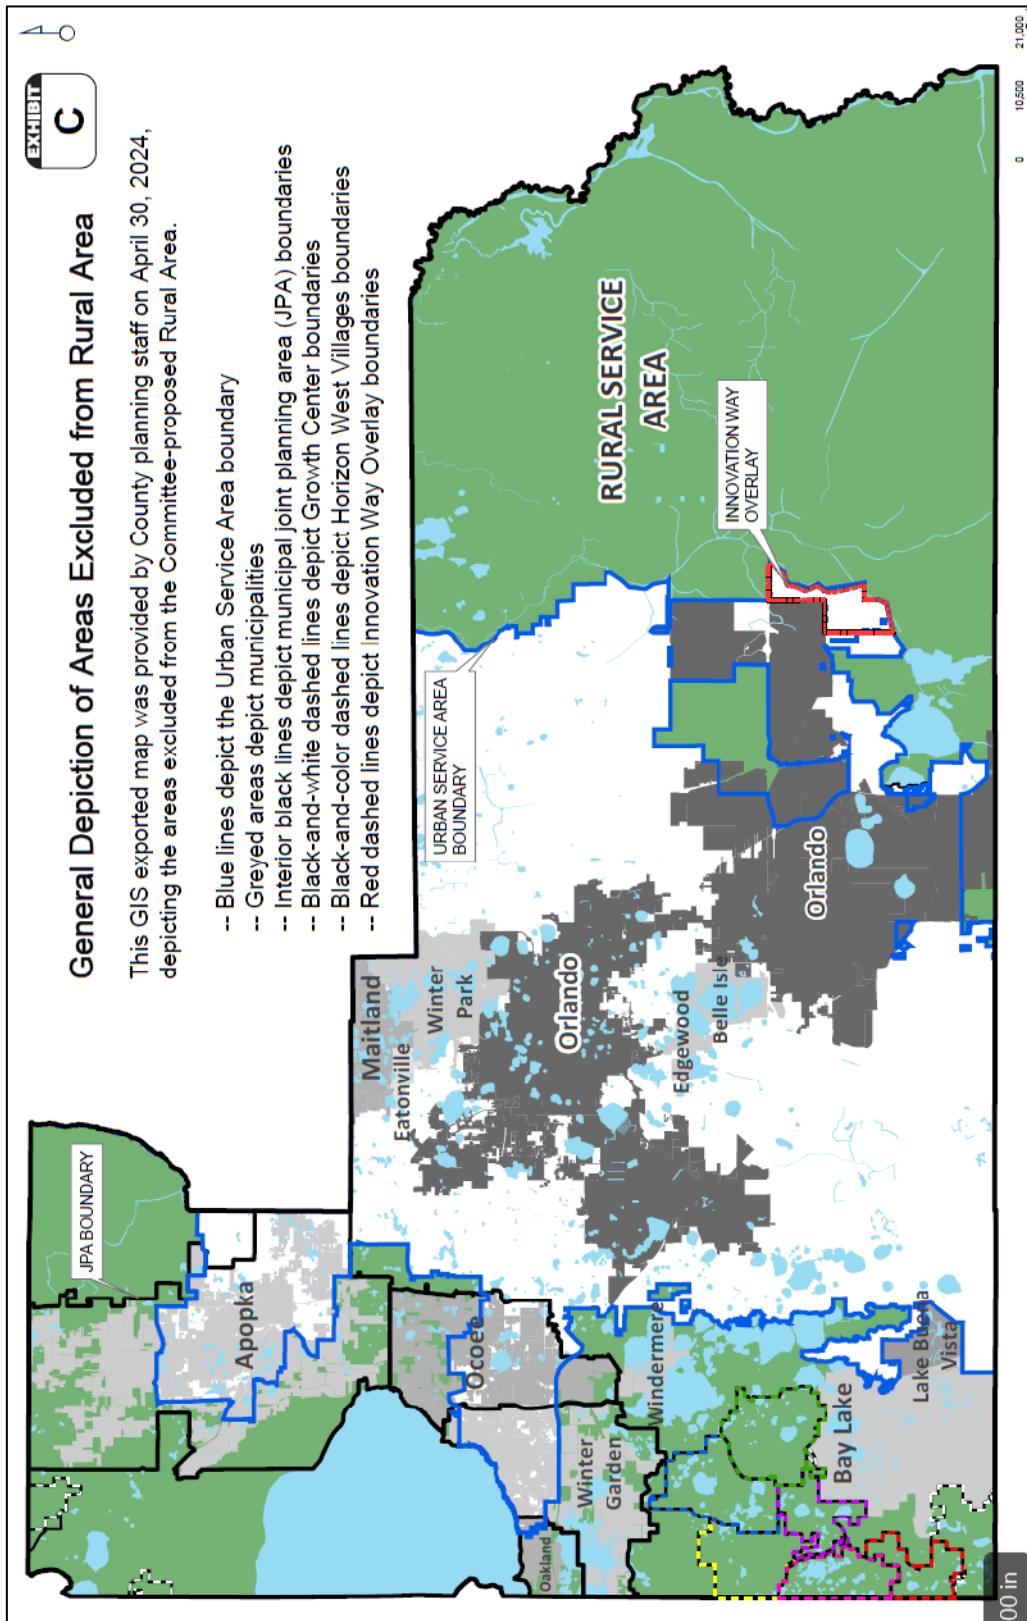 EXHIBIT
C
General Depiction of Areas Excluded from Rural Area
This GIS exported map was provided by County planning staff on April 30, 2024,
depicting the areas excluded from the Committee-proposed Rural Area.
-- Blue lines depict the Urban Service Area boundary
-- Greyed areas depict municipalities
-- Interior black lines depict municipal joint planning area (JPA) boundaries
-- Black-and-white dashed lines depict Growth Center boundaries
-- Black-and-color dashed lines depict Horizon West Villages boundaries
-- Red dashed lines depict Innovation Way Overlay boundaries
JPA BOUNDARY
Apopka
Maitland
Eatonville
Winter
Park
URBAN SERVICE AREA
BOUNDARY
Ocoee
Orlando
RURAL SERVICE
AREA
Oakland
Winter
Garden
Windermere
Edgewood
Belle Isle
INNOVATION WAY
OVERLAY
Orlando
Bay Lake
Lake Buena
Vista
0
10,500
21,000
00 in